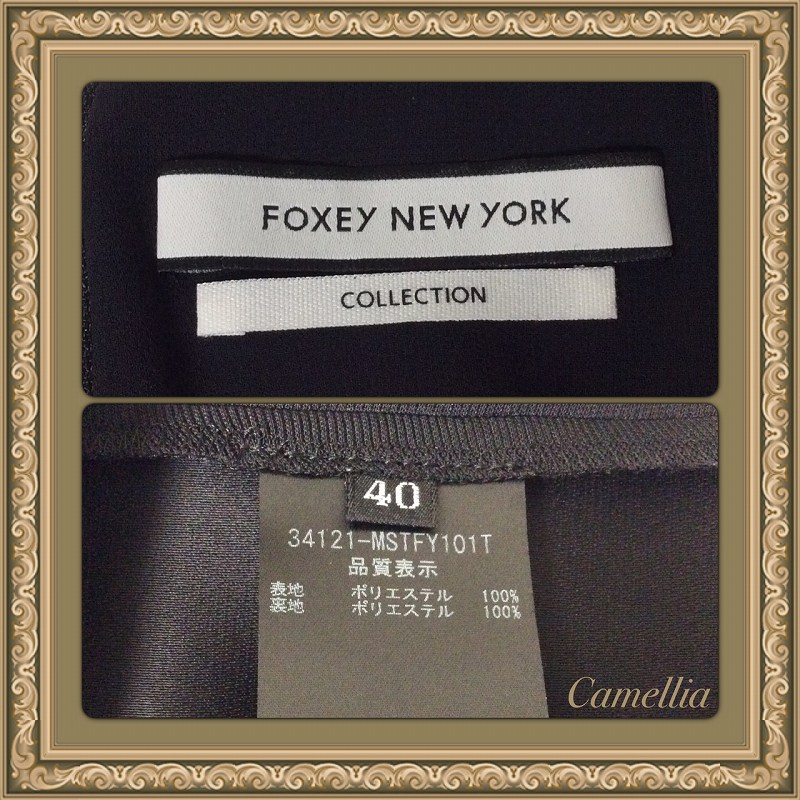 FOXEY NEW YORK
COLLECTION
40
34121-MSTFY101T
品質表示
表地 ポリエステル 100%
裏地 ポリエステル 100%
Camellia